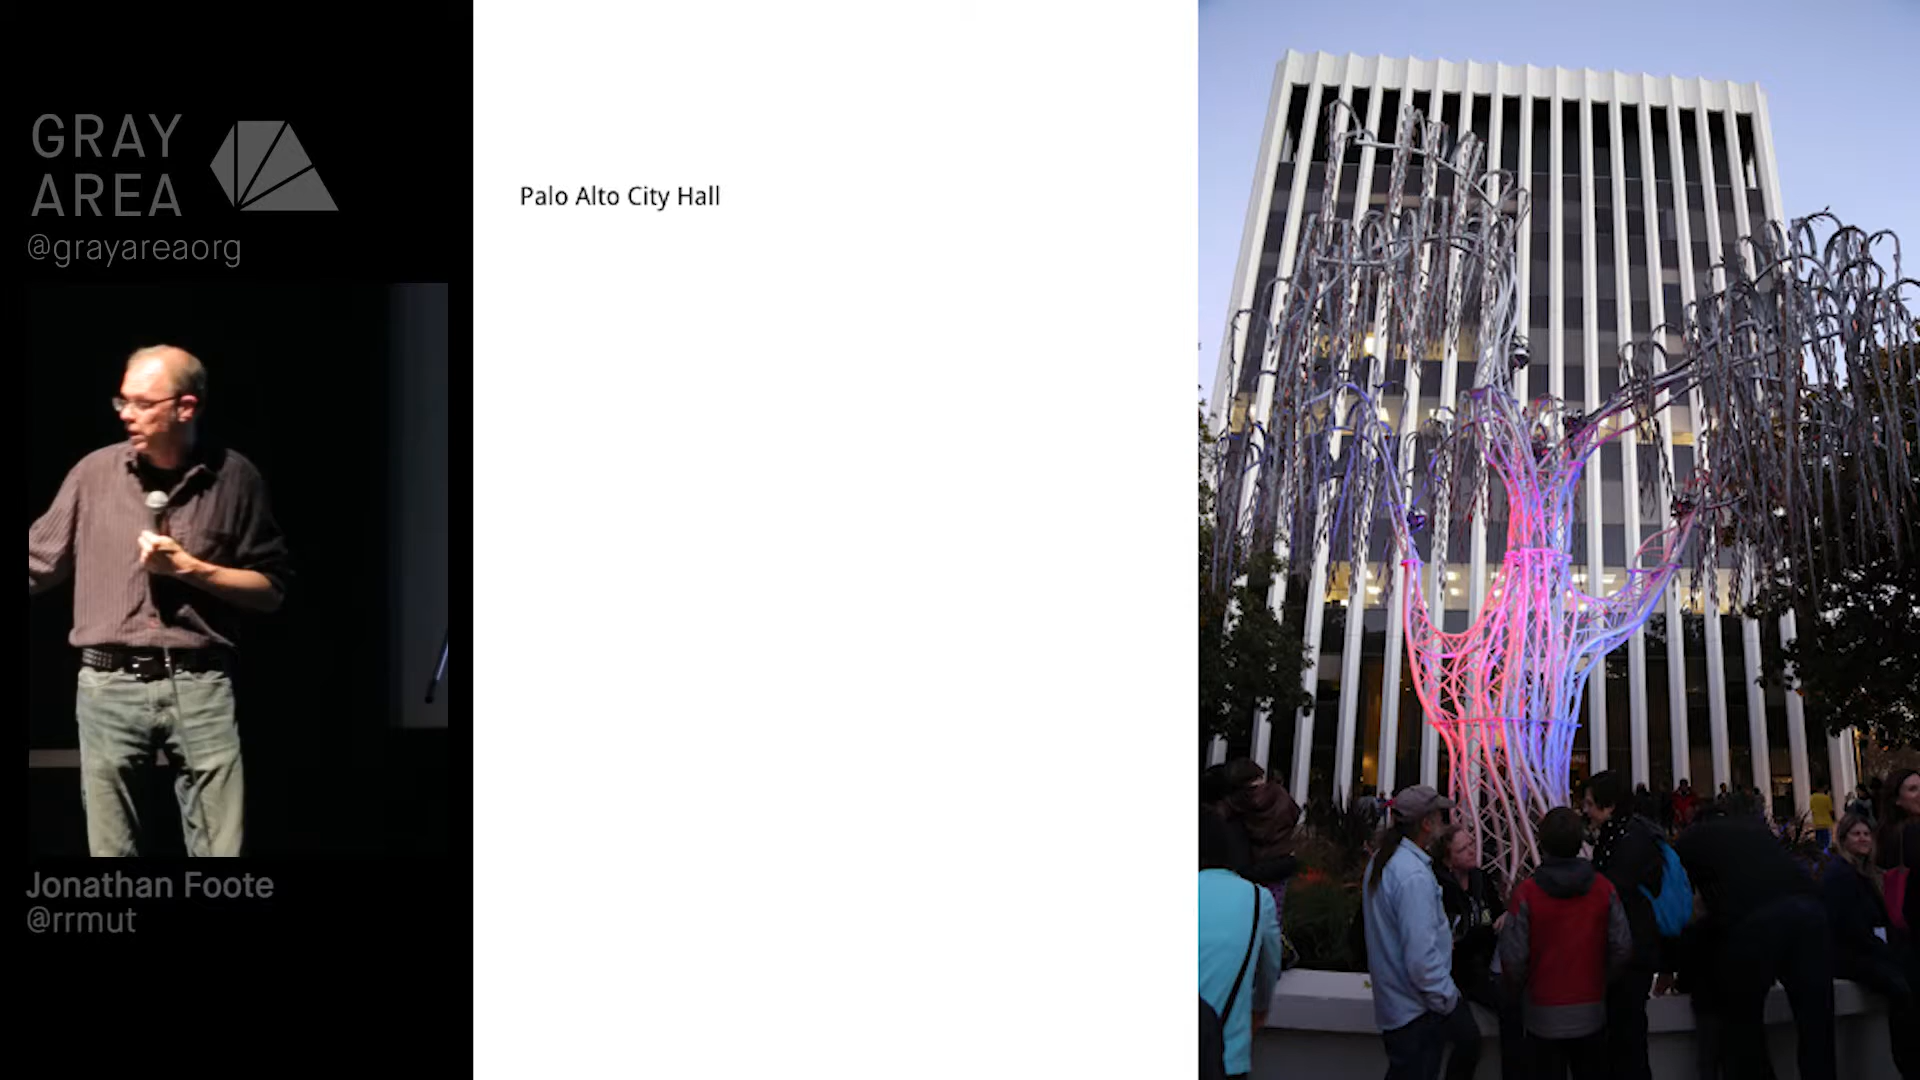 GRAY
AREA
@grayareaorg
Palo Alto City Hall
Jonathan Foote
@rrmut